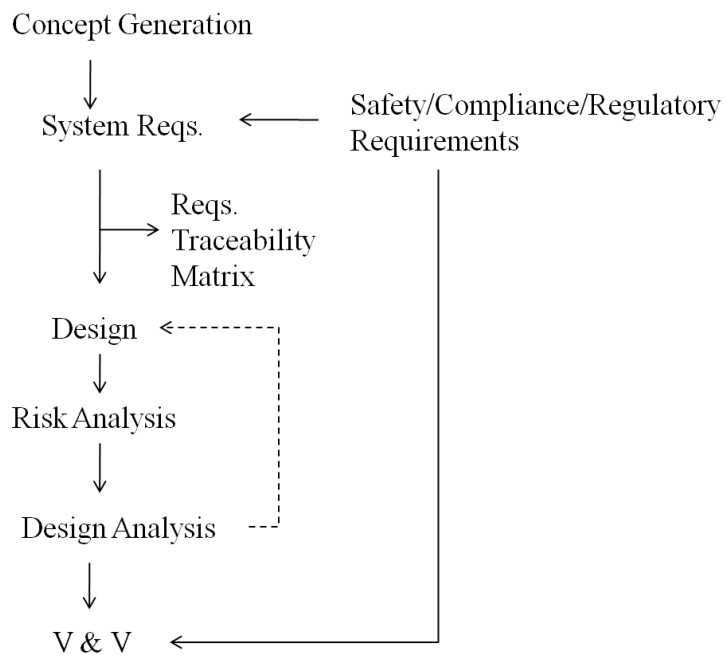 Concept Generation
System Reqs.
Safety/Compliance/Regulatory
Requirements
Reqs.
Traceability
Matrix
Design
Risk Analysis
Design Analysis
V & V